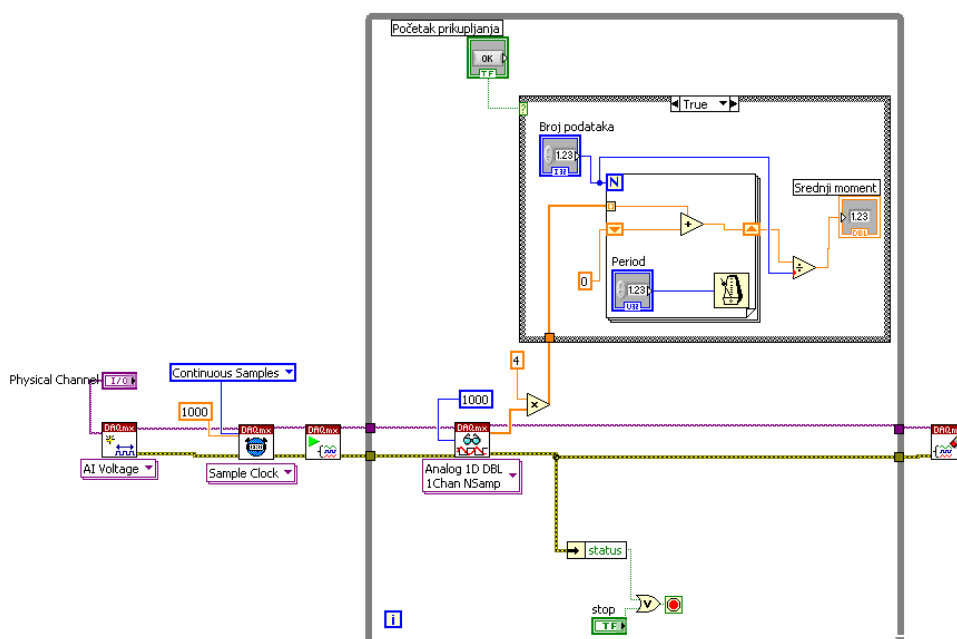 Početak prikupljanja
OK
TF
?
True
Broj podataka
1.23
I32
N
Srednji moment
1.23
DBL
+
÷
0
Period
1.23
U32
4
×
Physical Channel
I/O
Continuous Samples
1000
1000
DAQmx
DAQmx
DAQmx
DAQmx
DAQmx
AI Voltage
Sample Clock
Analog 1D DBL
1Chan NSamp
status
V
stop
TF
i